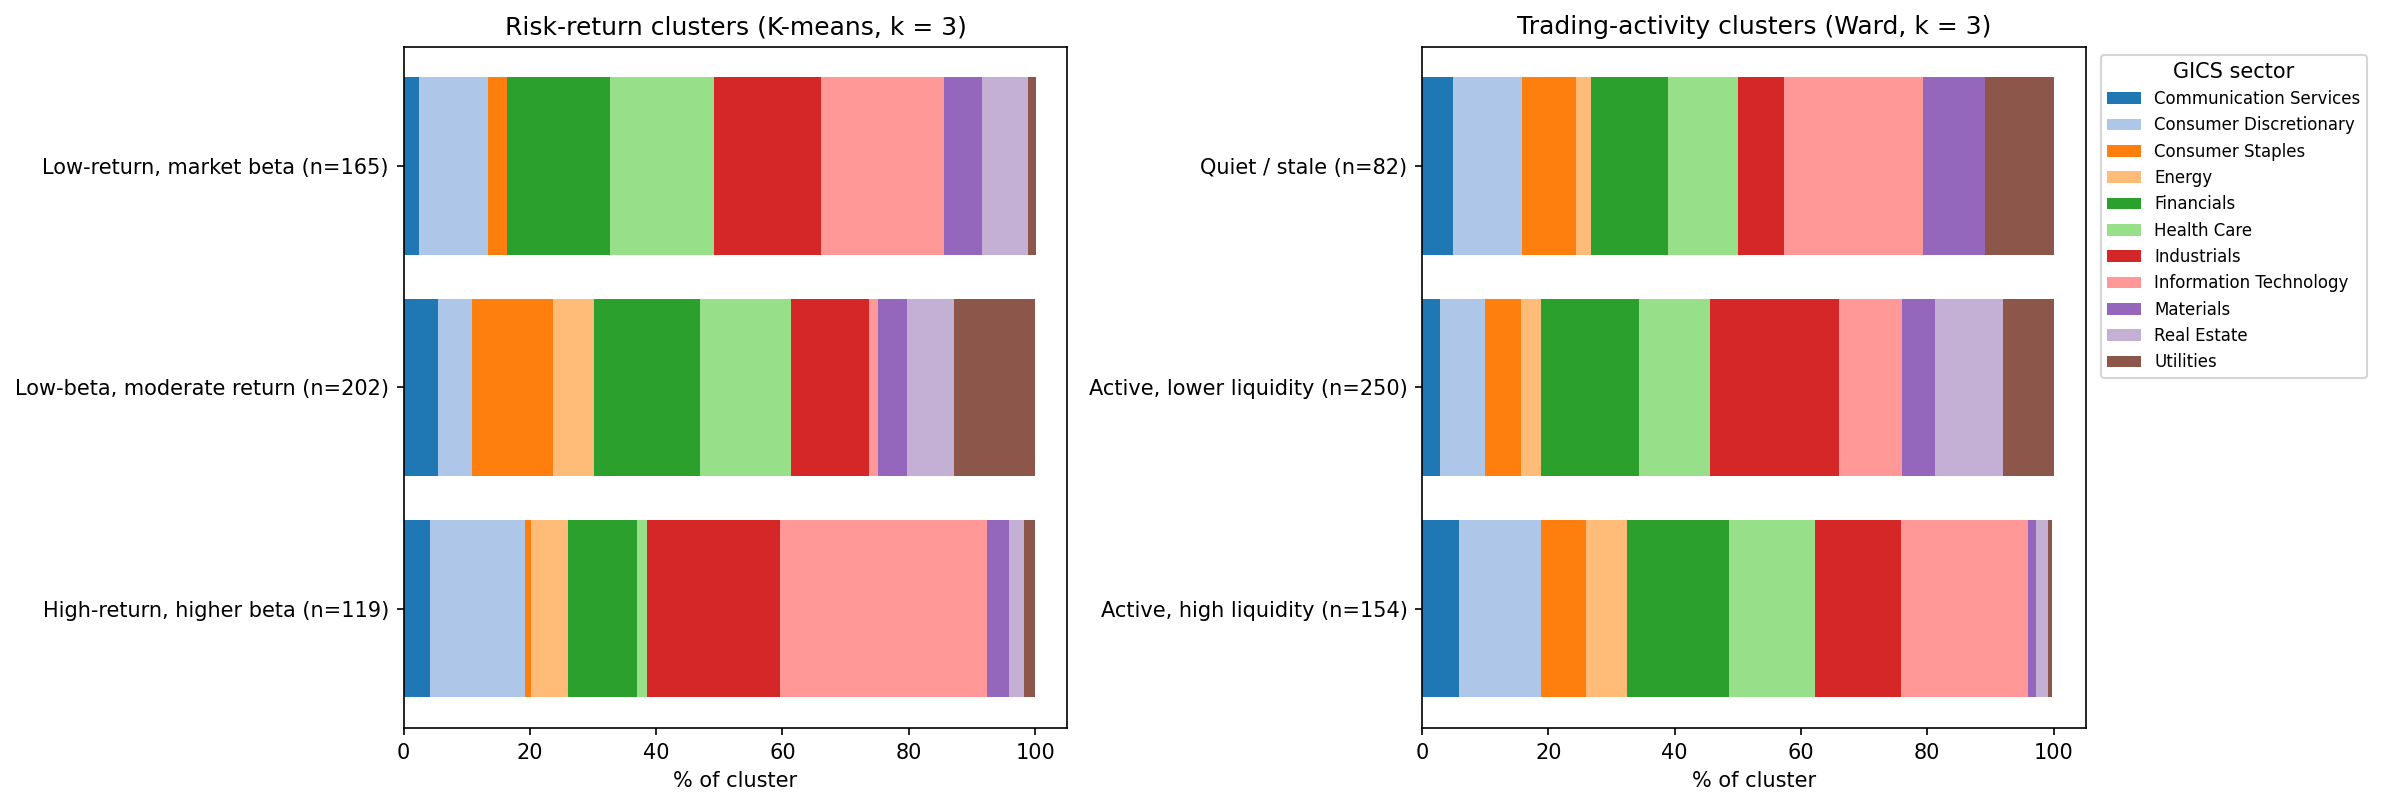 Risk-return clusters (K-means, k = 3)
Low-return, market beta (n=165)
Low-beta, moderate return (n=202)
High-return, higher beta (n=119)
0 20 40 60 80 100
% of cluster
Trading-activity clusters (Ward, k = 3)
Quiet / stale (n=82)
Active, lower liquidity (n=250)
Active, high liquidity (n=154)
0 20 40 60 80 100
% of cluster
GICS sector
Communication Services
Consumer Discretionary
Consumer Staples
Energy
Financials
Health Care
Industrials
Information Technology
Materials
Real Estate
Utilities